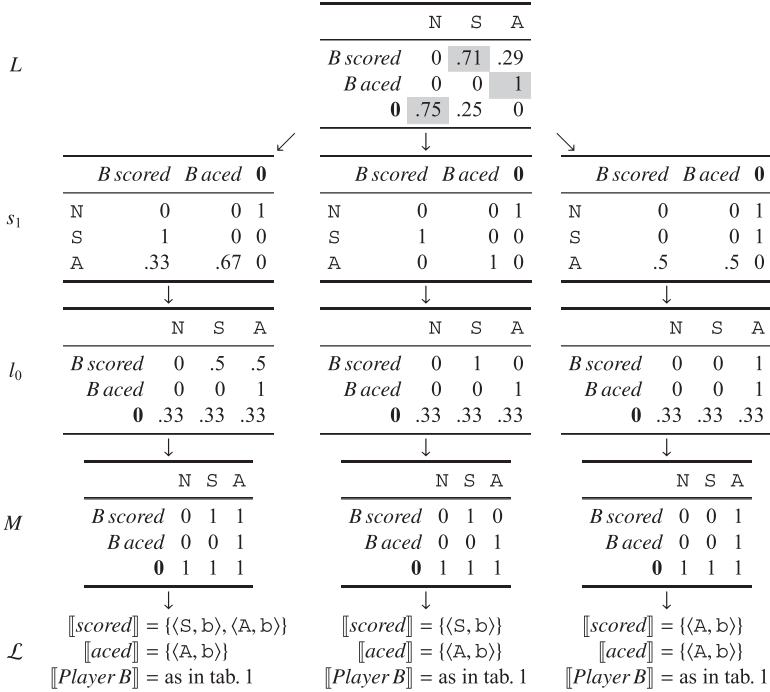 N S A
L
B scored 0 .71 .29
B aced 0 0 1
0 .75 .25 0
↙ ↓ ↘
B scored B aced 0 B scored B aced 0 B scored B aced 0
s1
N 0 0 1 N 0 0 1 N 0 0 1
S 1 0 0 S 1 0 0 S 0 0 1
A .33 .67 0 A 0 1 0 A .5 .5 0
↓ ↓ ↓
N S A N S A N S A
l0
B scored 0 .5 .5 B scored 0 1 0 B scored 0 0 1
B aced 0 0 1 B aced 0 0 1 B aced 0 0 1
0 .33 .33 .33 0 .33 .33 .33 0 .33 .33 .33
↓ ↓ ↓
N S A N S A N S A
M
B scored 0 1 1 B scored 0 1 0 B scored 0 0 1
B aced 0 0 1 B aced 0 0 1 B aced 0 0 1
0 1 1 1 0 1 1 1 0 1 1 1
↓ ↓ ↓
⟦scored⟧ = {⟨S, b⟩, ⟨A, b⟩} ⟦scored⟧ = {⟨S, b⟩} ⟦scored⟧ = {⟨A, b⟩}
ℒ ⟦aced⟧ = {⟨A, b⟩} ⟦aced⟧ = {⟨A, b⟩} ⟦aced⟧ = {⟨A, b⟩}
⟦Player B⟧ = as in tab. 1 ⟦Player B⟧ = as in tab. 1 ⟦Player B⟧ = as in tab. 1